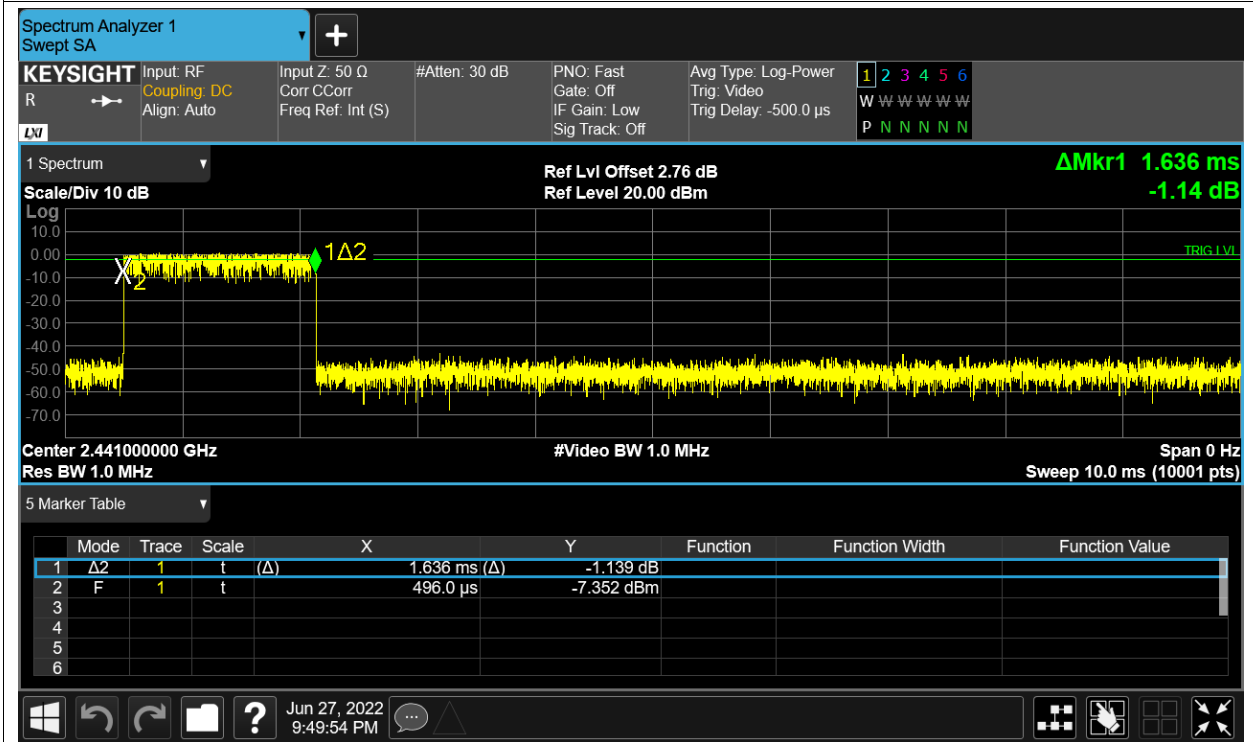 Spectrum Analyzer 1
Swept SA
KEYSIGHT Input: RF Input Z: 50 Ω #Atten: 30 dB PNO: Fast Avg Type: Log-Power 1 2 3 4 5 6
R Coupling: DC Corr CCorr Gate: Off Trig: Video W W W W W W
Align: Auto Freq Ref: Int (S) IF Gain: Low Trig Delay: -500.0 µs
LXI Sig Track: Off P N N N N N
1 Spectrum Ref Lvl Offset 2.76 dB ΔMkr1 1.636 ms
Scale/Div 10 dB Ref Level 20.00 dBm -1.14 dB
Log
10.0
0.00 1Δ2 TRIG LVL
-10.0 2
-20.0
-30.0
-40.0
-50.0
-60.0
-70.0
Center 2.441000000 GHz #Video BW 1.0 MHz Span 0 Hz
Res BW 1.0 MHz Sweep 10.0 ms (10001 pts)
5 Marker Table
Mode Trace Scale X Y Function Function Width Function Value
1 Δ2 1 t (Δ) 1.636 ms (Δ) -1.139 dB
2 F 1 t 496.0 µs -7.352 dBm
3
4
5
6
? Jun 27, 2022
9:49:54 PM